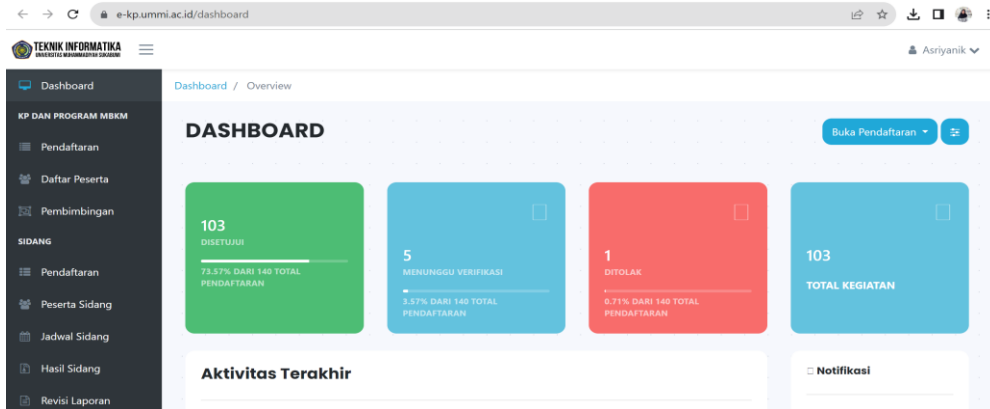 e-kp.ummi.ac.id/dashboard
TEKNIK INFORMATIKA
UNIVERSITAS MUHAMMADIYAH SUKABUMI
Asriyanik
Dashboard
KP DAN PROGRAM MBKM
Pendaftaran
Daftar Peserta
Pembimbingan
SIDANG
Pendaftaran
Peserta Sidang
Jadwal Sidang
Hasil Sidang
Revisi Laporan
Dashboard / Overview
DASHBOARD
Buka Pendaftaran
103
DISETUJUI
73.57% DARI 140 TOTAL
PENDAFTARAN
5
MENUNGGU VERIFIKASI
3.57% DARI 140 TOTAL
PENDAFTARAN
1
DITOLAK
0.71% DARI 140 TOTAL
PENDAFTARAN
103
TOTAL KEGIATAN
Aktivitas Terakhir
Notifikasi